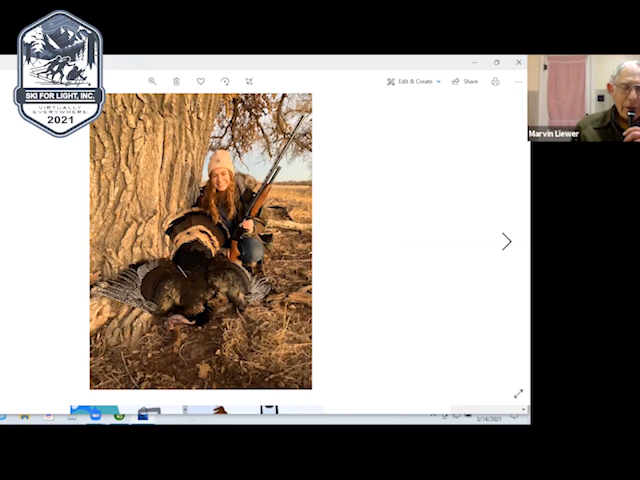 SKI FOR LIGHT, INC.
VIRTUALLY
EVERYWHERE
2021
Edit & Create
Share
Marvin Liewer
3/14/2021